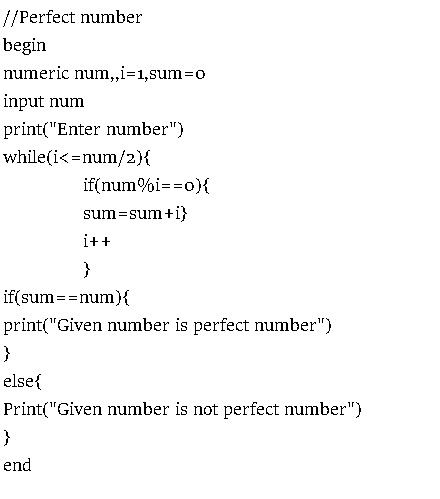 //Perfect number
begin
numeric num,,i=1,sum=0
input num
print("Enter number")
while(i<=num/2){
if(num%i==0){
sum=sum+i}
i++
}
if(sum==num){
print("Given number is perfect number")
}
else{
Print("Given number is not perfect number")
}
end